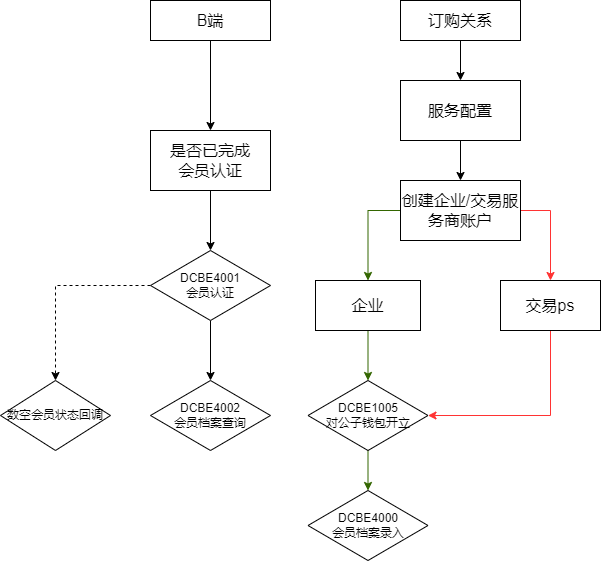 B端
订购关系
服务配置
是否已完成
会员认证
创建企业/交易服
务商账户
DCBE4001
会员认证
企业
交易ps
数空会员状态回调
DCBE4002
会员档案查询
DCBE1005
对公子钱包开立
DCBE4000
会员档案录入